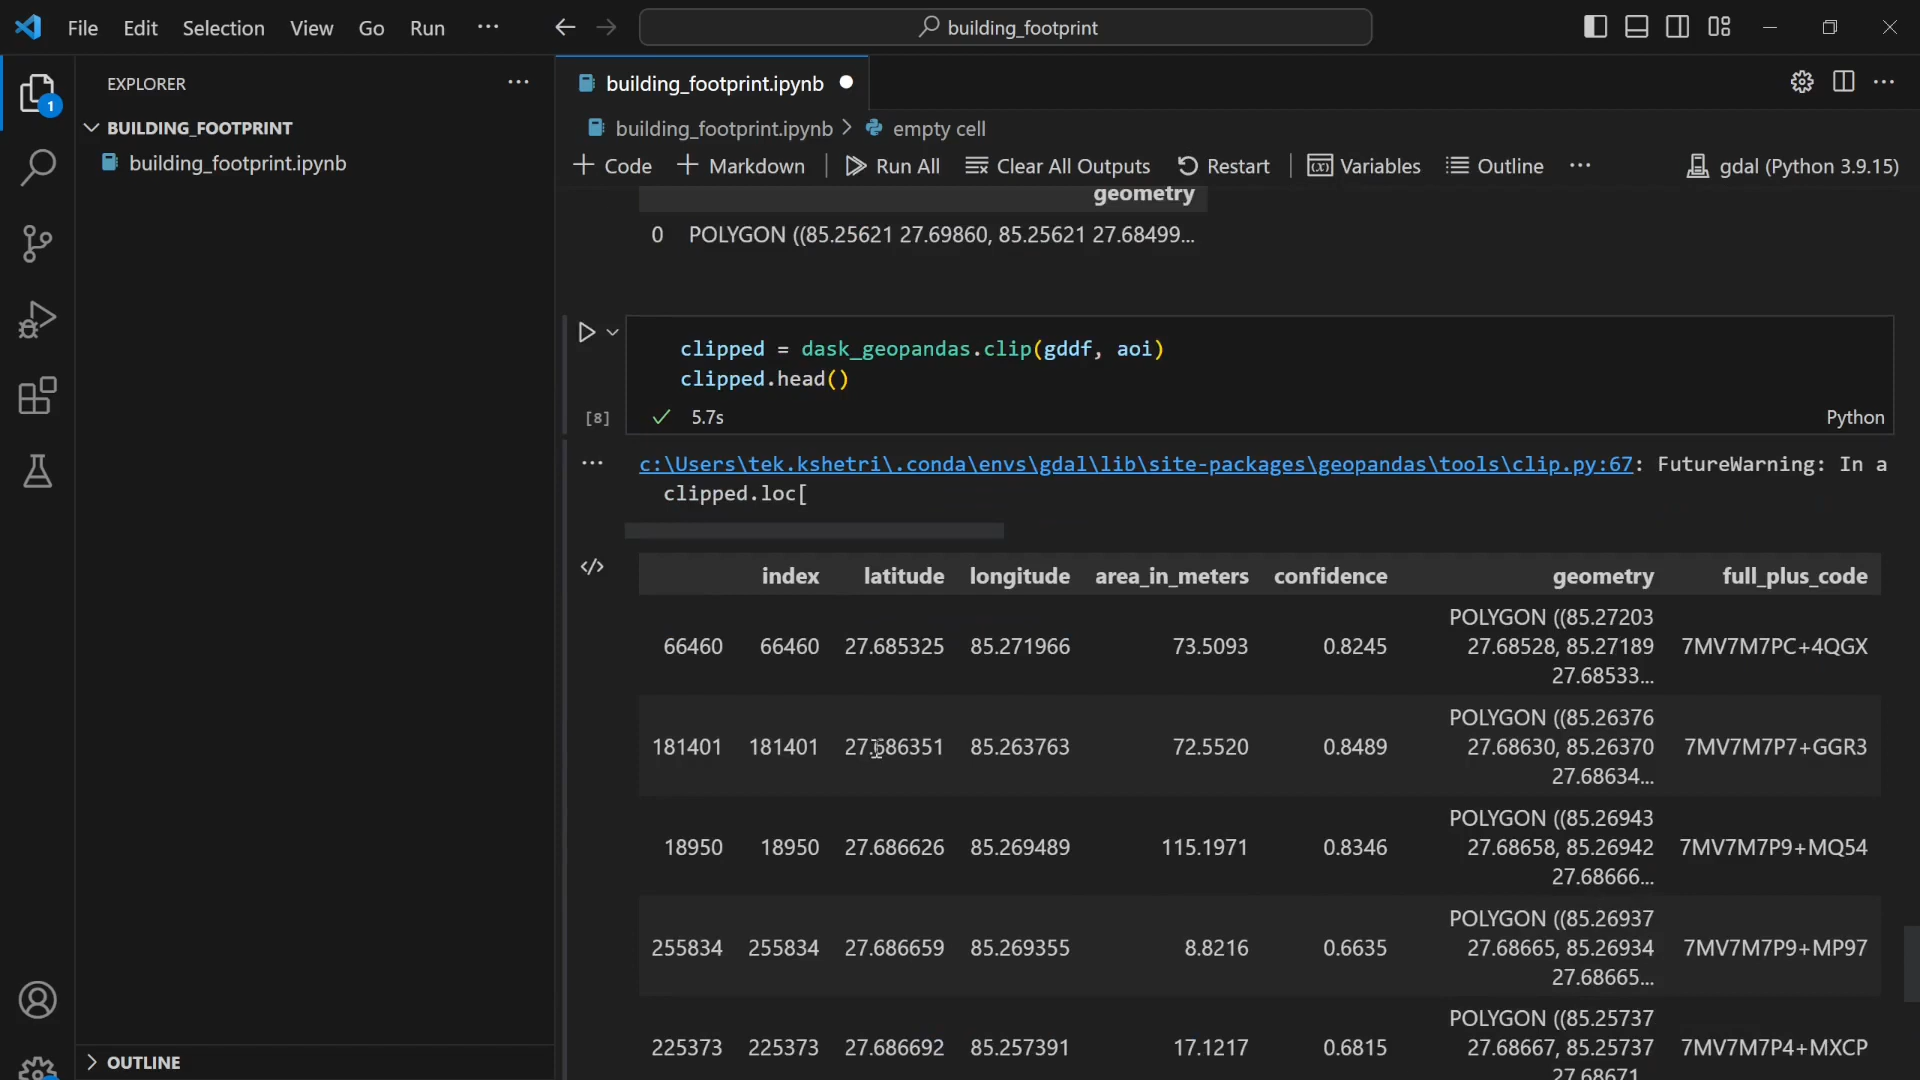 File Edit Selection View Go Run ···
building_footprint
EXPLORER ···
1
BUILDING_FOOTPRINT
building_footprint.ipynb
OUTLINE
building_footprint.ipynb
building_footprint.ipynb > empty cell
+ Code + Markdown Run All Clear All Outputs Restart Variables Outline ··· gdal (Python 3.9.15)
geometry
0 POLYGON ((85.25621 27.69860, 85.25621 27.68499...
clipped = dask_geopandas.clip(gddf, aoi)
clipped.head()
[8] ✓ 5.7s Python
··· c:\Users\tek.kshetri\.conda\envs\gdal\lib\site-packages\geopandas\tools\clip.py:67: FutureWarning: In a
clipped.loc[
</> index latitude longitude area_in_meters confidence geometry full_plus_code
POLYGON ((85.27203
66460 66460 27.685325 85.271966 73.5093 0.8245 27.68528, 85.27189 7MV7M7PC+4QGX
27.68533...
POLYGON ((85.26376
181401 181401 27.686351 85.263763 72.5520 0.8489 27.68630, 85.26370 7MV7M7P7+GGR3
27.68634...
POLYGON ((85.26943
18950 18950 27.686626 85.269489 115.1971 0.8346 27.68658, 85.26942 7MV7M7P9+MQ54
27.68666...
POLYGON ((85.26937
255834 255834 27.686659 85.269355 8.8216 0.6635 27.68665, 85.26934 7MV7M7P9+MP97
27.68665...
POLYGON ((85.25737
225373 225373 27.686692 85.257391 17.1217 0.6815 27.68667, 85.25737 7MV7M7P4+MXCP
27.68671